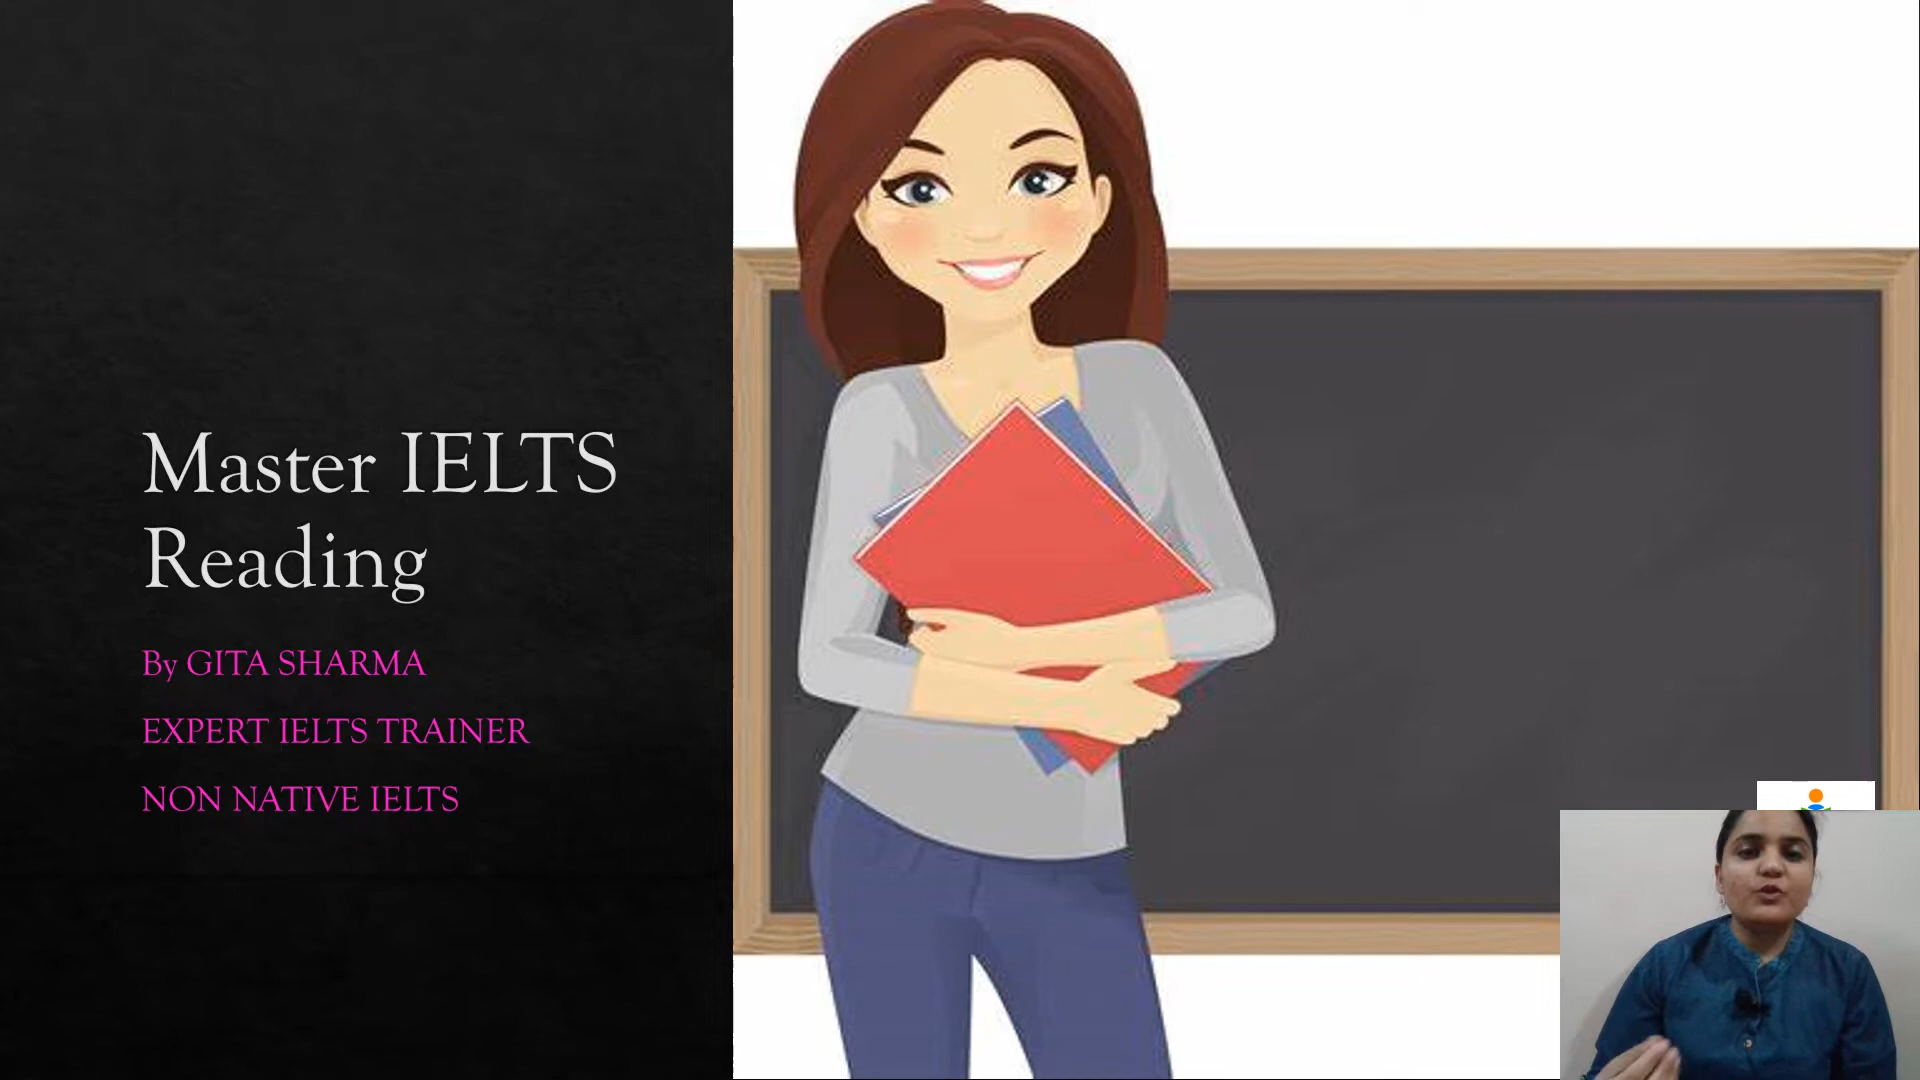 Master IELTS
Reading
By GITA SHARMA
EXPERT IELTS TRAINER
NON NATIVE IELTS